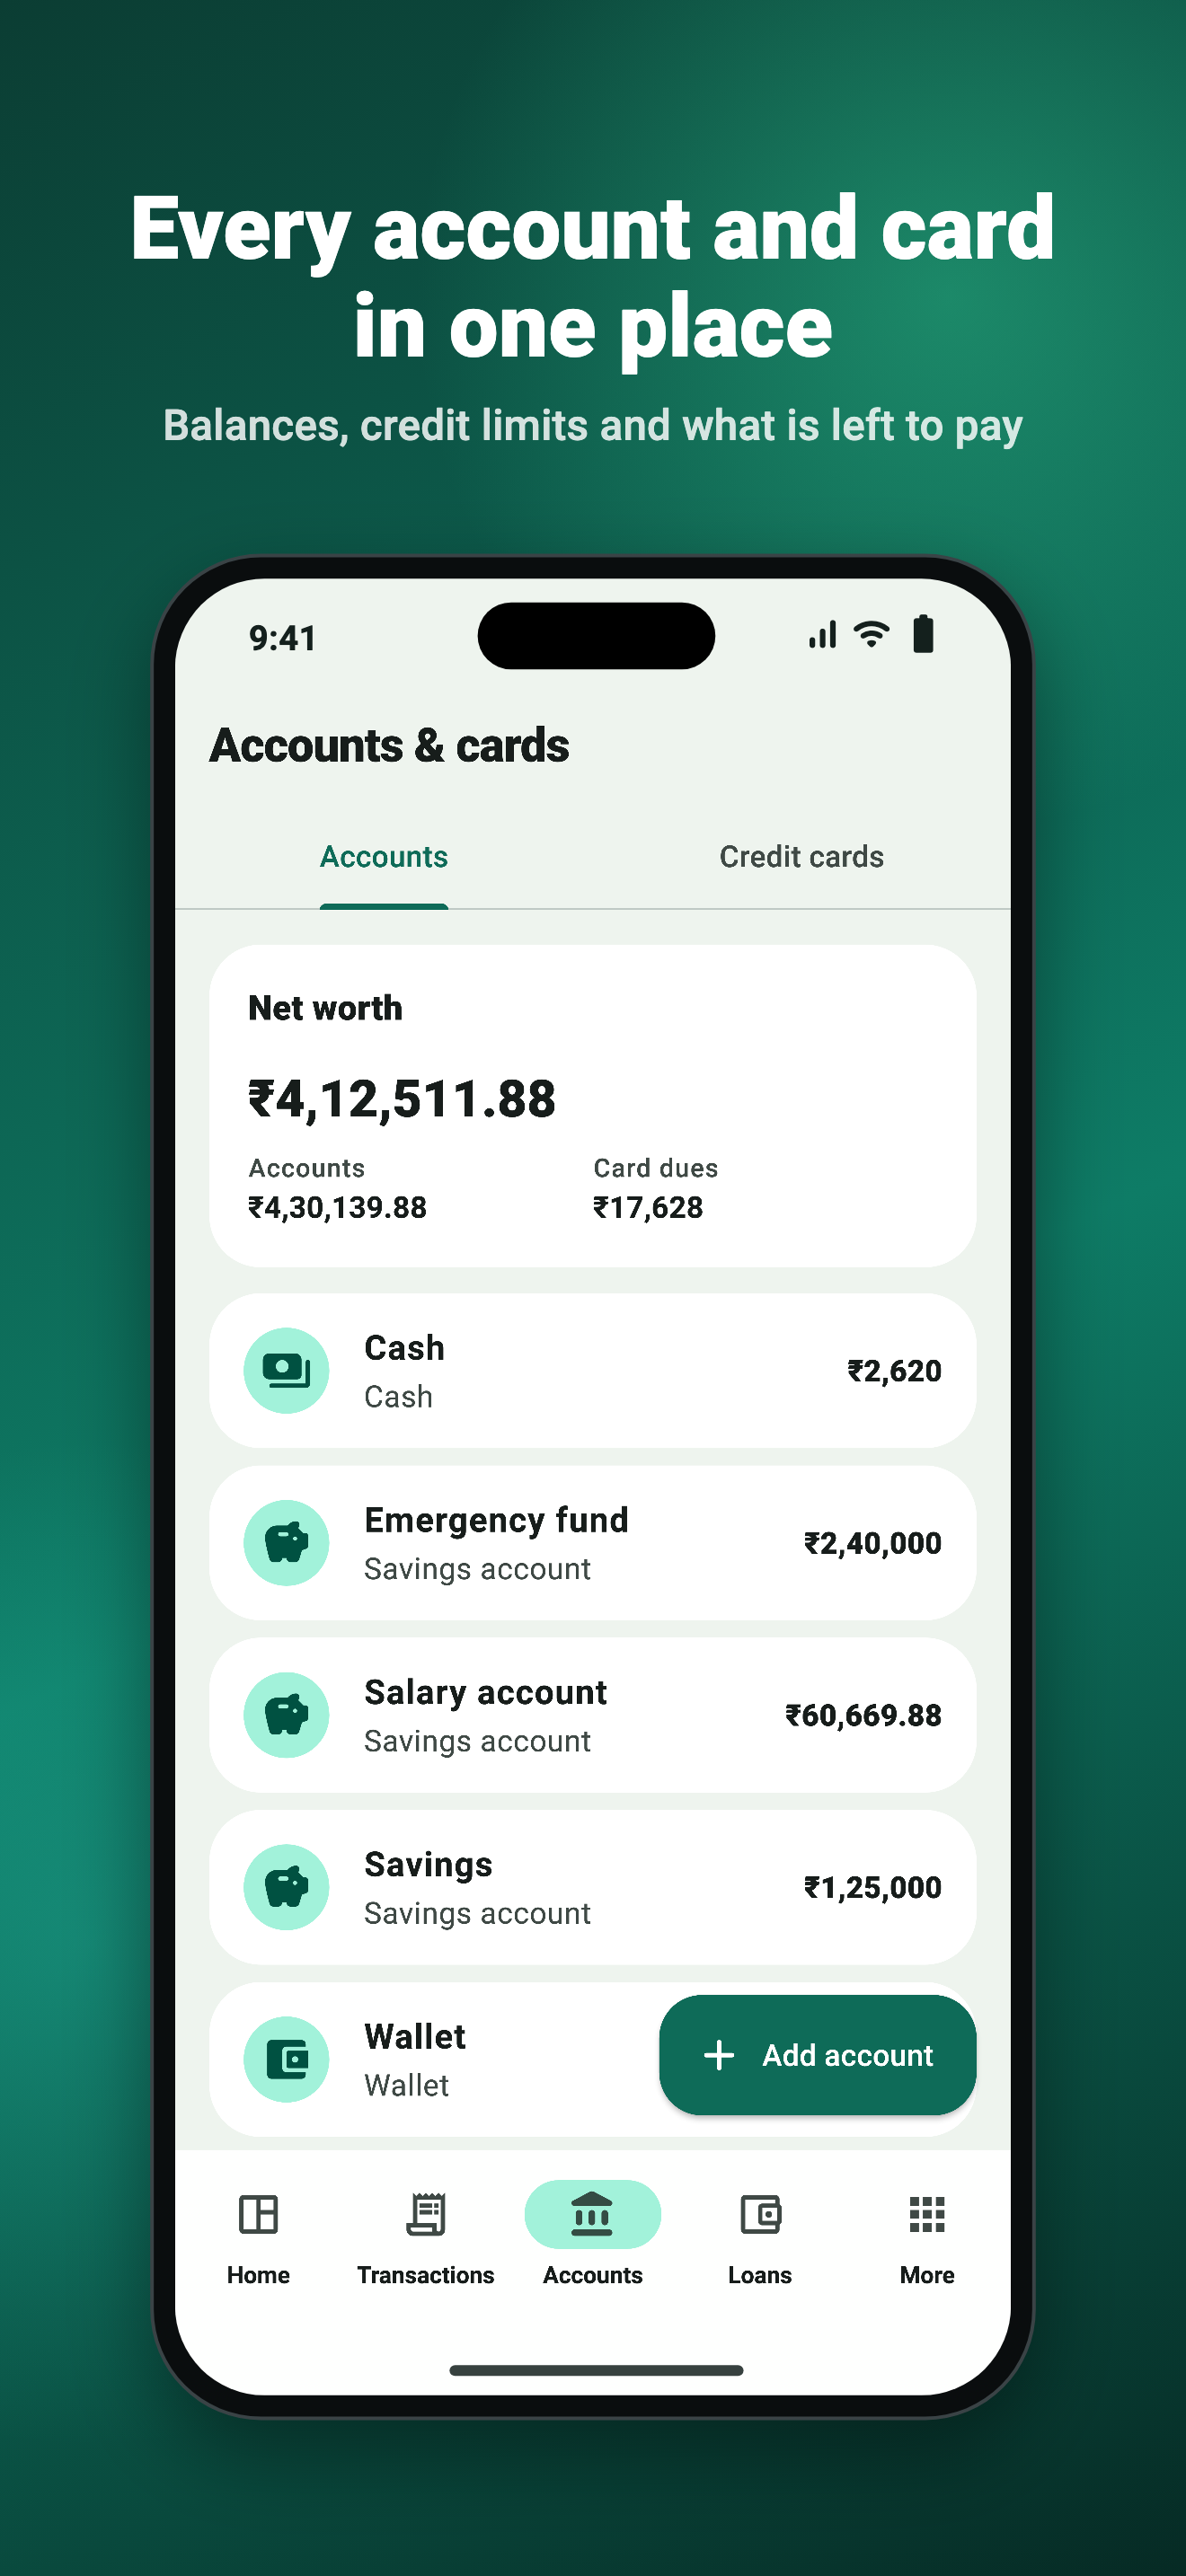 Every account and card
in one place
Balances, credit limits and what is left to pay
9:41
Accounts & cards
Accounts
Credit cards
Net worth
₹4,12,511.88
Accounts
Card dues
₹4,30,139.88
₹17,628
Cash
Cash
₹2,620
Emergency fund
Savings account
₹2,40,000
Salary account
Savings account
₹60,669.88
Savings
Savings account
₹1,25,000
Wallet
Wallet
Add account
Home
Transactions
Accounts
Loans
More